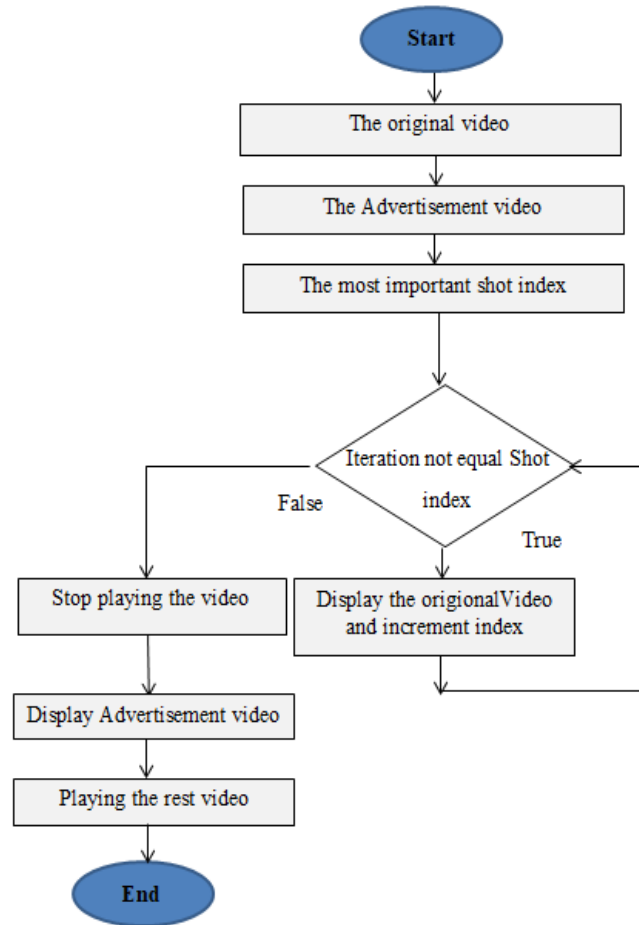 Start
The original video
The Advertisement video
The most important shot index
Iteration not equal Shot
index
False
True
Stop playing the video
Display the origionalVideo
and increment index
Display Advertisement video
Playing the rest video
End